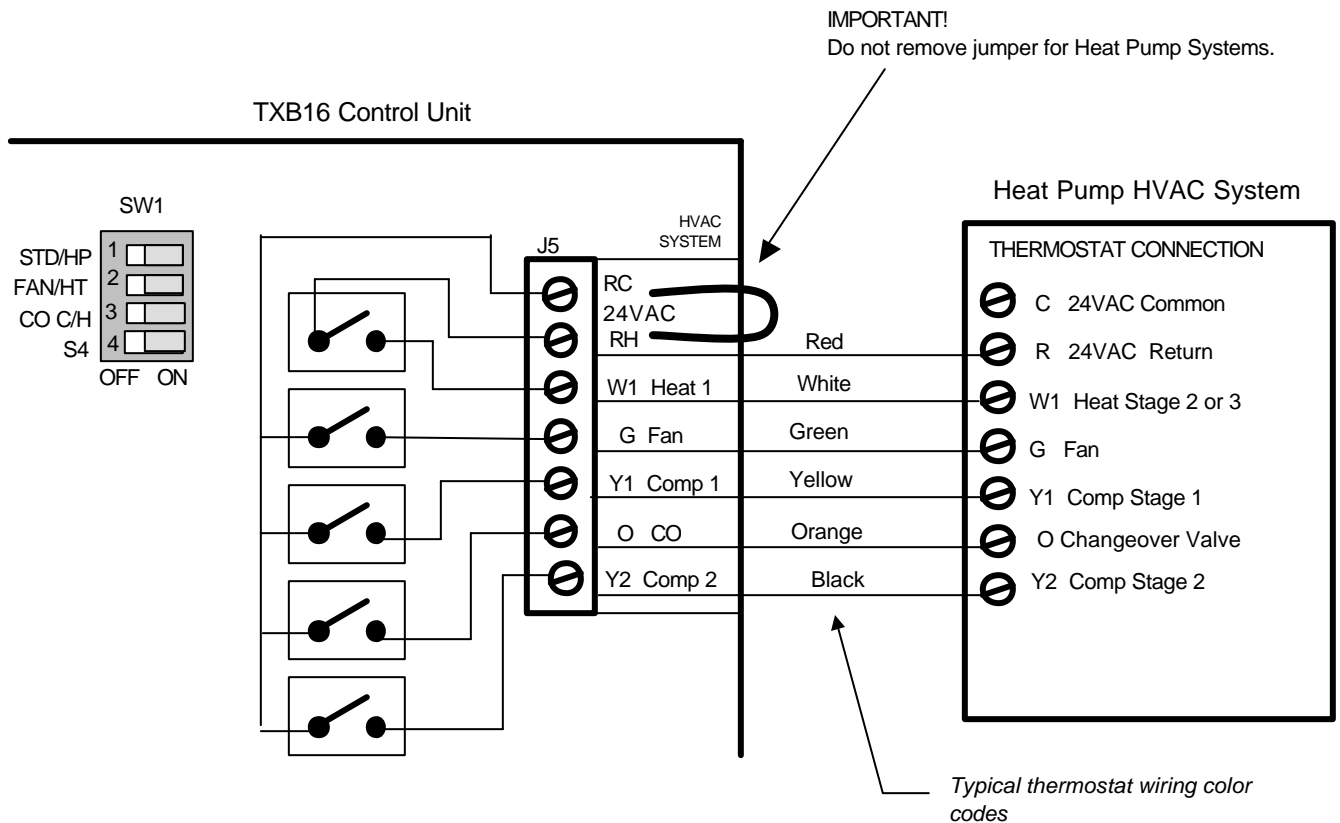 IMPORTANT!
Do not remove jumper for Heat Pump Systems.
TXB16 Control Unit
Heat Pump HVAC System
SW1
STD/HP 1
FAN/HT 2
CO C/H 3
S4 4
OFF ON
HVAC
SYSTEM
J5
RC
24VAC
RH
W1 Heat 1
G Fan
Y1 Comp 1
O CO
Y2 Comp 2
Red
White
Green
Yellow
Orange
Black
THERMOSTAT CONNECTION
C 24VAC Common
R 24VAC Return
W1 Heat Stage 2 or 3
G Fan
Y1 Comp Stage 1
O Changeover Valve
Y2 Comp Stage 2
Typical thermostat wiring color
codes